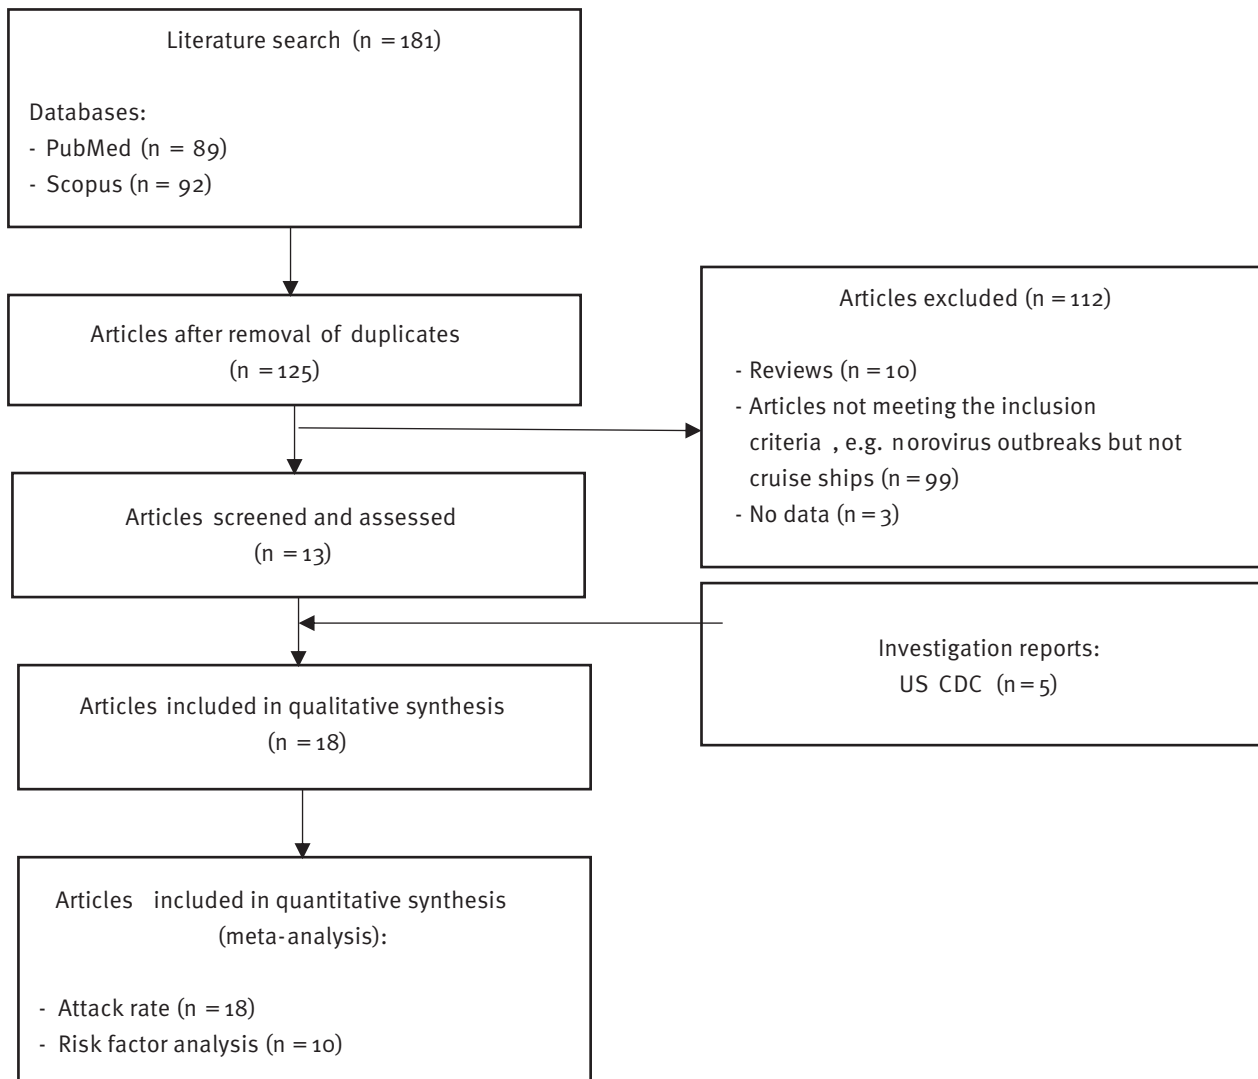 Literature search (n = 181)
Databases:
- PubMed (n = 89)
- Scopus (n = 92)
Articles after removal of duplicates
(n = 125)
Articles excluded (n = 112)
- Reviews (n = 10)
- Articles not meeting the inclusion
criteria , e.g. norovirus outbreaks but not
cruise ships (n = 99)
- No data (n = 3)
Articles screened and assessed
(n = 13)
Investigation reports:
US CDC (n = 5)
Articles included in qualitative synthesis
(n = 18)
Articles included in quantitative synthesis
(meta-analysis):
- Attack rate (n = 18)
- Risk factor analysis (n = 10)